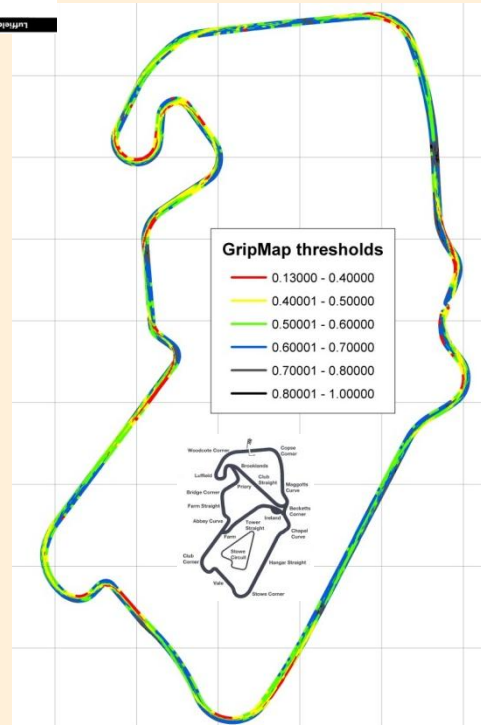 Luffield
GripMap thresholds
0.13000 - 0.40000
0.40001 - 0.50000
0.50001 - 0.60000
0.60001 - 0.70000
0.70001 - 0.80000
0.80001 - 1.00000
Woodcote Corner
Copse
Corner
Brooklands
Luffield
Club
Straight
Priory
Maggotts
Curve
Bridge Corner
Becketts
Corner
Farm Straight
Ireland
Abbey Curve
Tower
Straight
Chapel
Curve
Farm
Club
Corner
Stowe
Circuit
Hangar Straight
Vale
Stowe Corner